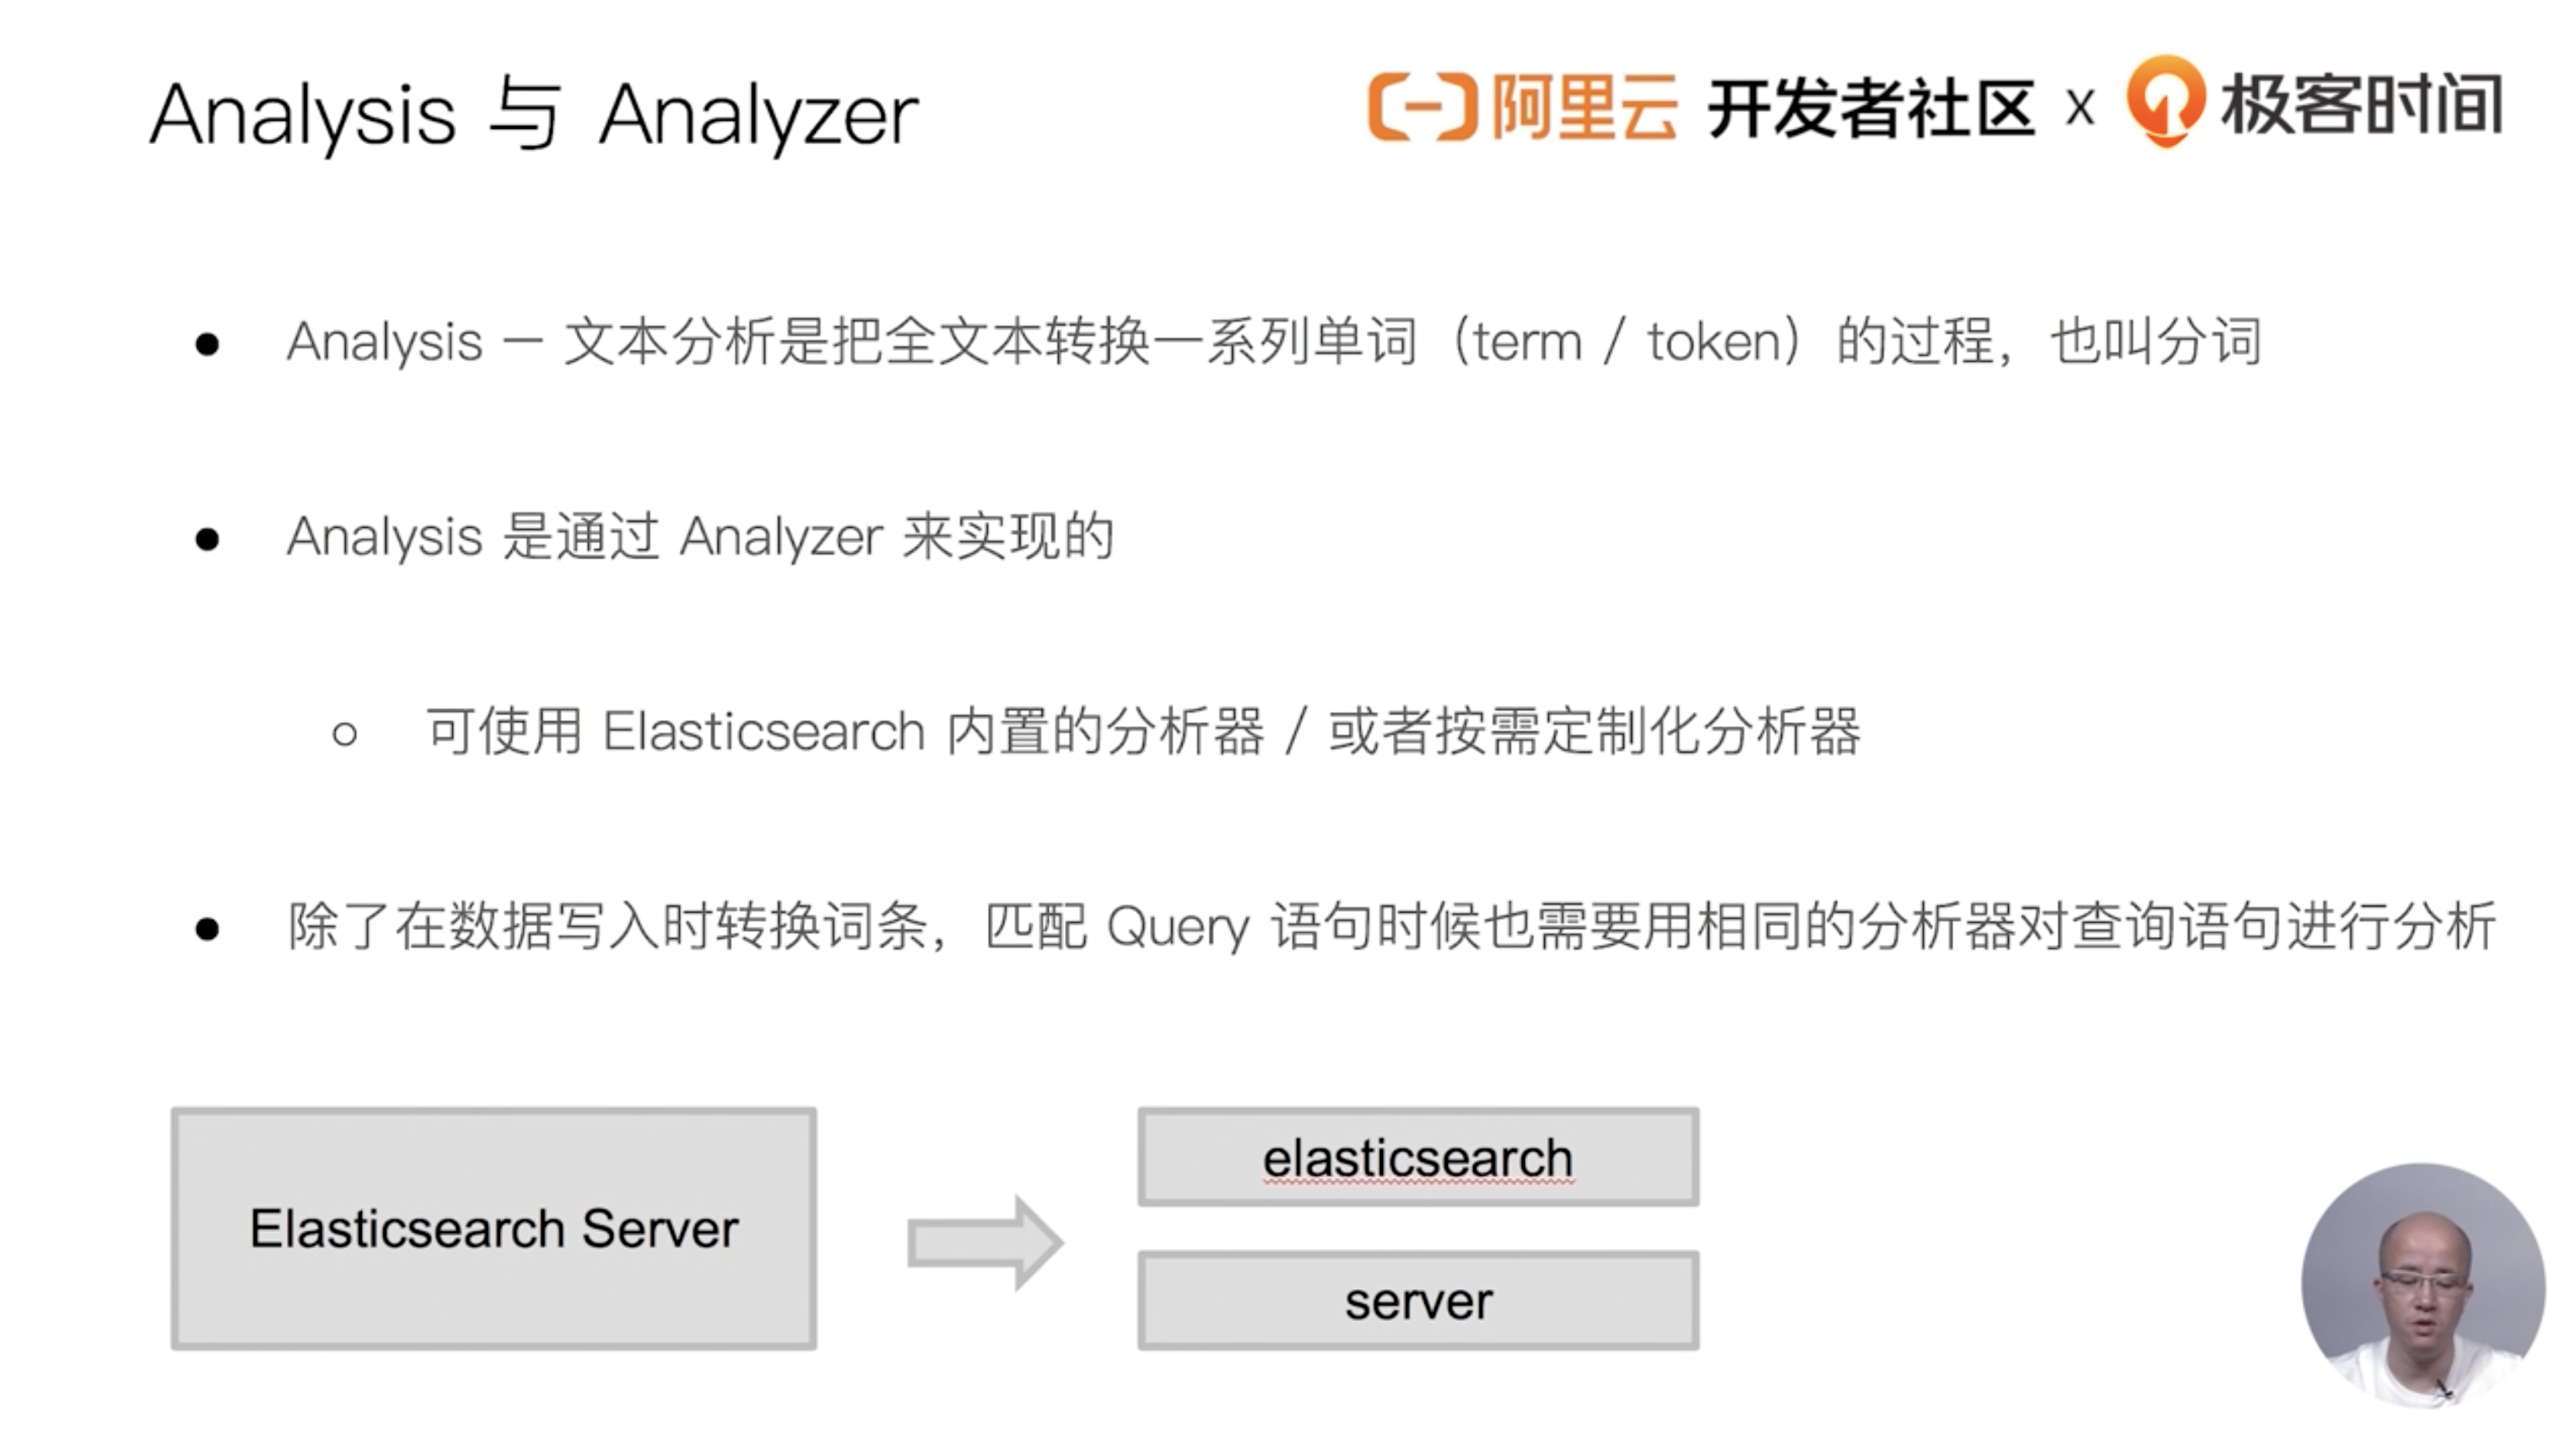 Analysis 与 Analyzer
阿里云 开发者社区 x 极客时间
Analysis — 文本分析是把全文本转换一系列单词（term / token）的过程，也叫分词
Analysis 是通过 Analyzer 来实现的
可使用 Elasticsearch 内置的分析器 / 或者按需定制化分析器
除了在数据写入时转换词条，匹配 Query 语句时候也需要用相同的分析器对查询语句进行分析
Elasticsearch Server
elasticsearch
server